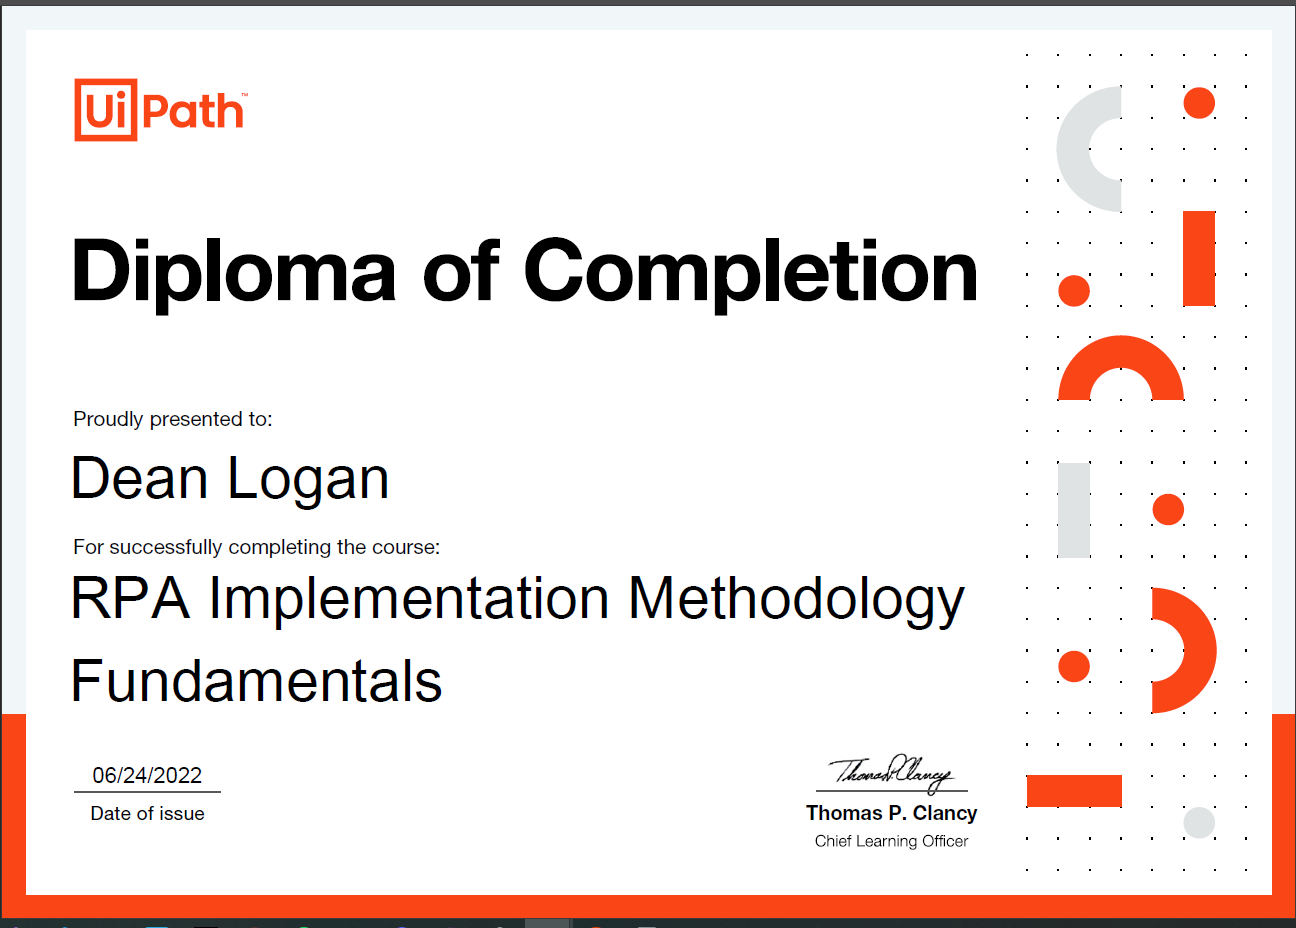 UiPath™
Diploma of Completion
Proudly presented to:
Dean Logan
For successfully completing the course:
RPA Implementation Methodology
Fundamentals
06/24/2022
Date of issue
Thomas P. Clancy
Thomas P. Clancy
Chief Learning Officer